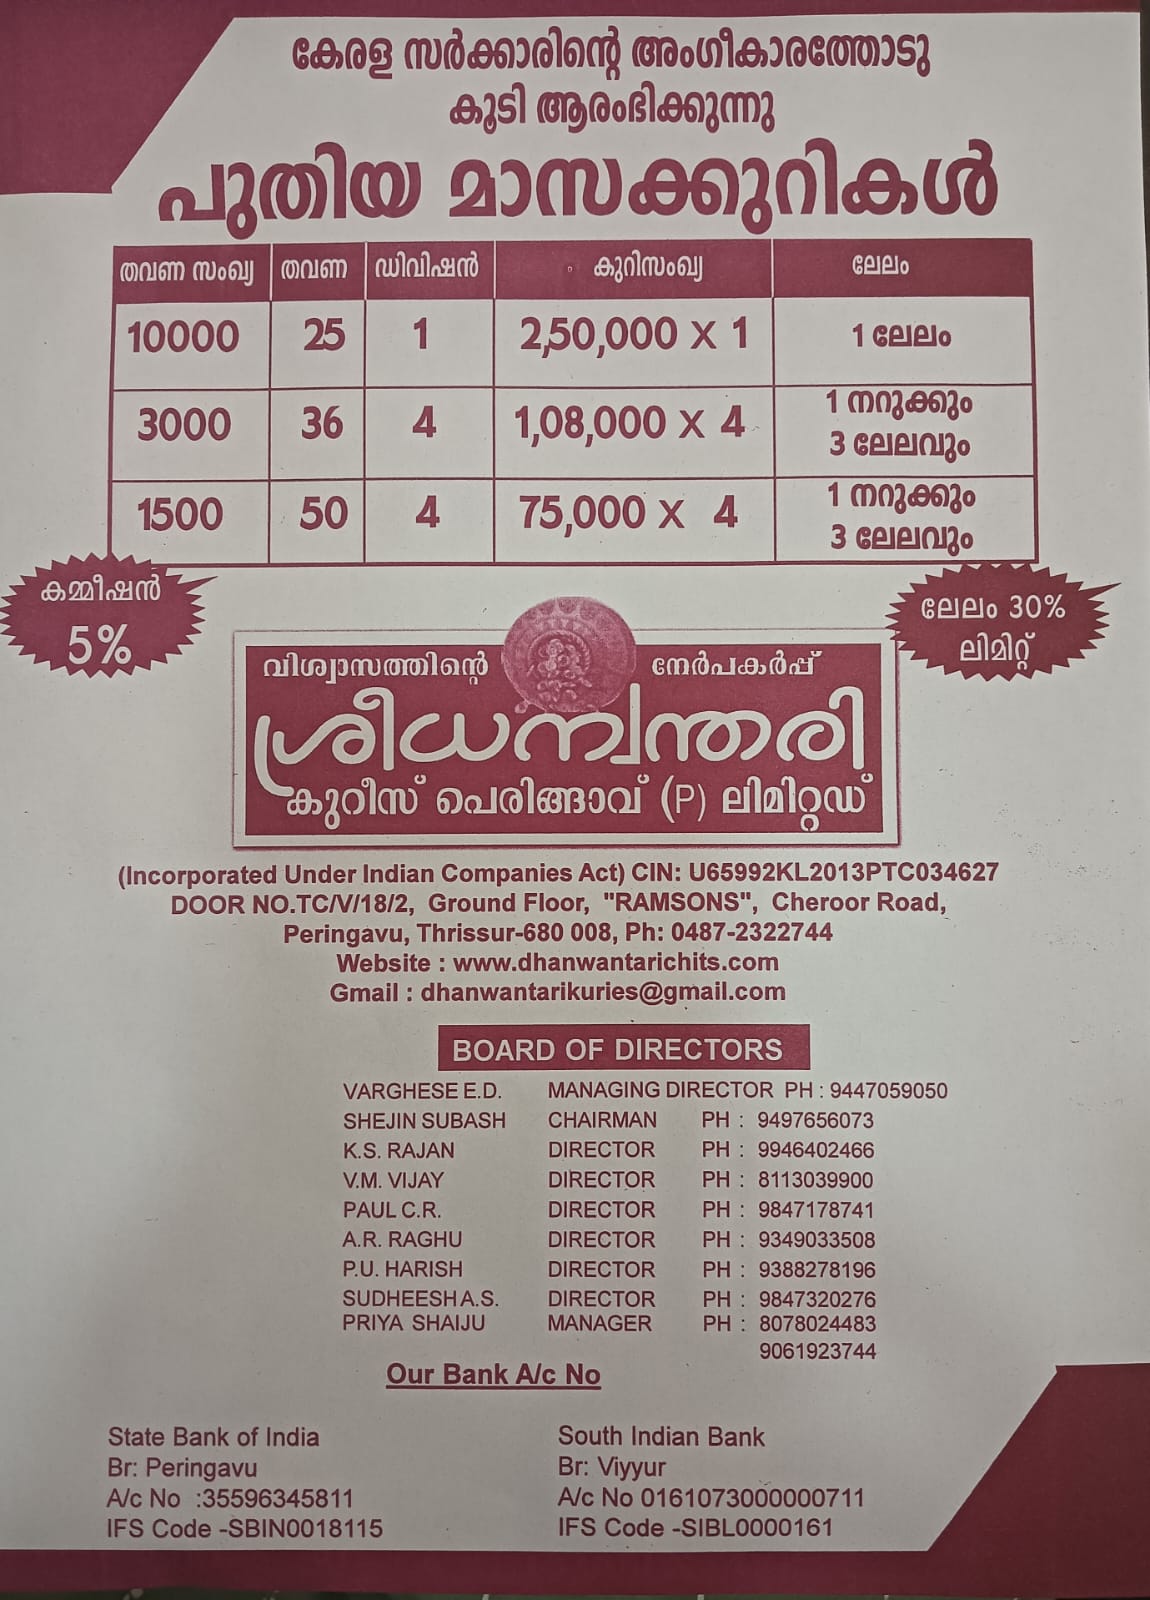 കേരള സർക്കാരിന്റെ അംഗീകാരത്തോടു
കൂടി ആരംഭിക്കുന്നു
പുതിയ മാസക്കുറികൾ
തവണ സംഖ്യ തവണ ഡിവിഷൻ കുറിസംഖ്യ ലേലം
10000 25 1 2,50,000 X 1 1 ലേലം
3000 36 4 1,08,000 X 4 1 നറുക്കും
3 ലേലവും
1500 50 4 75,000 X 4 1 നറുക്കും
3 ലേലവും
കമ്മീഷൻ
5%
ലേലം 30%
ലിമിറ്റ്
വിശ്വാസത്തിന്റെ നേർപകർപ്പ്
ശ്രീധന്വന്തരി
കുറീസ് പെരിങ്ങാവ് (P) ലിമിറ്റഡ്
(Incorporated Under Indian Companies Act) CIN: U65992KL2013PTC034627
DOOR NO.TC/V/18/2, Ground Floor, "RAMSONS", Cheroor Road,
Peringavu, Thrissur-680 008, Ph: 0487-2322744
Website : www.dhanwantarichits.com
Gmail : dhanwantarikuries@gmail.com
BOARD OF DIRECTORS
VARGHESE E.D. MANAGING DIRECTOR PH : 9447059050
SHEJIN SUBASH CHAIRMAN PH : 9497656073
K.S. RAJAN DIRECTOR PH : 9946402466
V.M. VIJAY DIRECTOR PH : 8113039900
PAUL C.R. DIRECTOR PH : 9847178741
A.R. RAGHU DIRECTOR PH : 9349033508
P.U. HARISH DIRECTOR PH : 9388278196
SUDHEESH A.S. DIRECTOR PH : 9847320276
PRIYA SHAIJU MANAGER PH : 8078024483
9061923744
Our Bank A/c No
State Bank of India
Br: Peringavu
A/c No :35596345811
IFS Code -SBIN0018115
South Indian Bank
Br: Viyyur
A/c No 0161073000000711
IFS Code -SIBL0000161